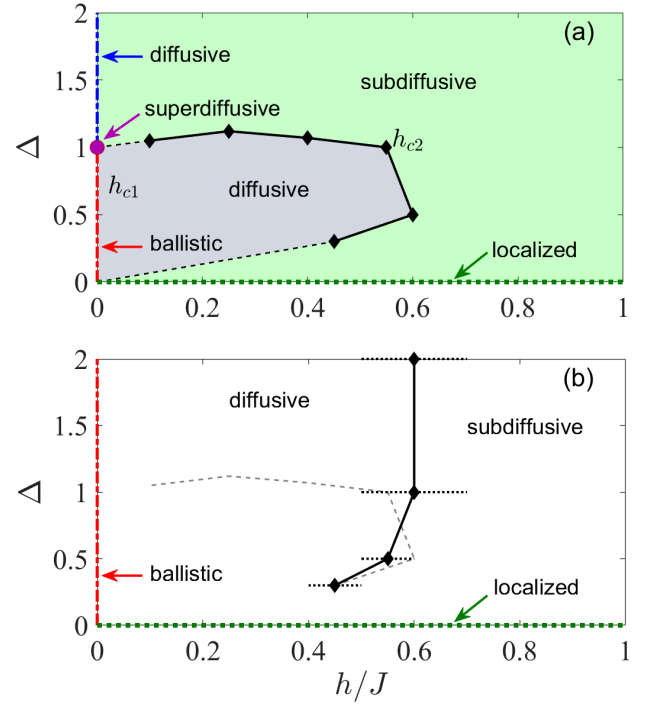 2
(a)
diffusive
subdiffusive
1.5
superdiffusive
Δ
1
h_{c2}
h_{c1}
diffusive
0.5
ballistic
localized
0
0
0.2
0.4
0.6
0.8
1
2
(b)
diffusive
subdiffusive
1.5
Δ
1
0.5
ballistic
localized
0
0
0.2
0.4
0.6
0.8
1
h/J